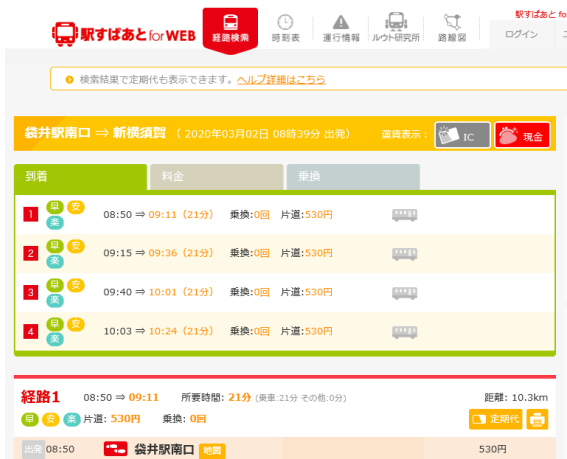 駅すぱあと fo
駅すぱあと for WEB 経路検索 時刻表 運行情報 ルウト研究所 路線図 ログイン
検索結果で定期代も表示できます。ヘルプ詳細はこちら
袋井駅南口 ⇒ 新横須賀 ( 2020年03月02日 08時39分 出発) 運賃表示: IC 現金
到着 料金 乗換
1 早 安 楽 08:50 ⇒ 09:11 (21分) 乗換:0回 片道:530円
2 早 安 楽 09:15 ⇒ 09:36 (21分) 乗換:0回 片道:530円
3 早 安 楽 09:40 ⇒ 10:01 (21分) 乗換:0回 片道:530円
4 早 安 楽 10:03 ⇒ 10:24 (21分) 乗換:0回 片道:530円
経路1 08:50 ⇒ 09:11 所要時間: 21分 (乗車:21分 その他:0分) 距離: 10.3km
早 安 楽 片道: 530円 乗換: 0回 定期代
出発 08:50 袋井駅南口 地図 530円